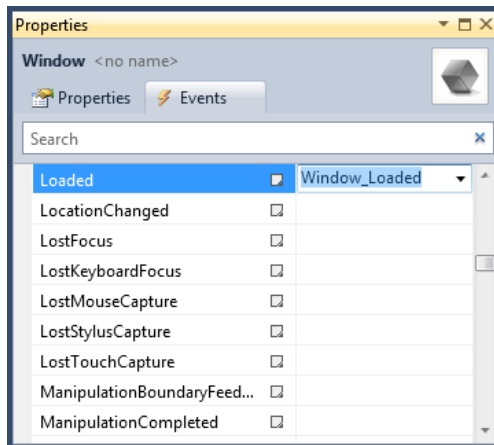 Properties
Window <no name>
Properties Events
Search
Loaded Window_Loaded
LocationChanged
LostFocus
LostKeyboardFocus
LostMouseCapture
LostStylusCapture
LostTouchCapture
ManipulationBoundaryFeed...
ManipulationCompleted